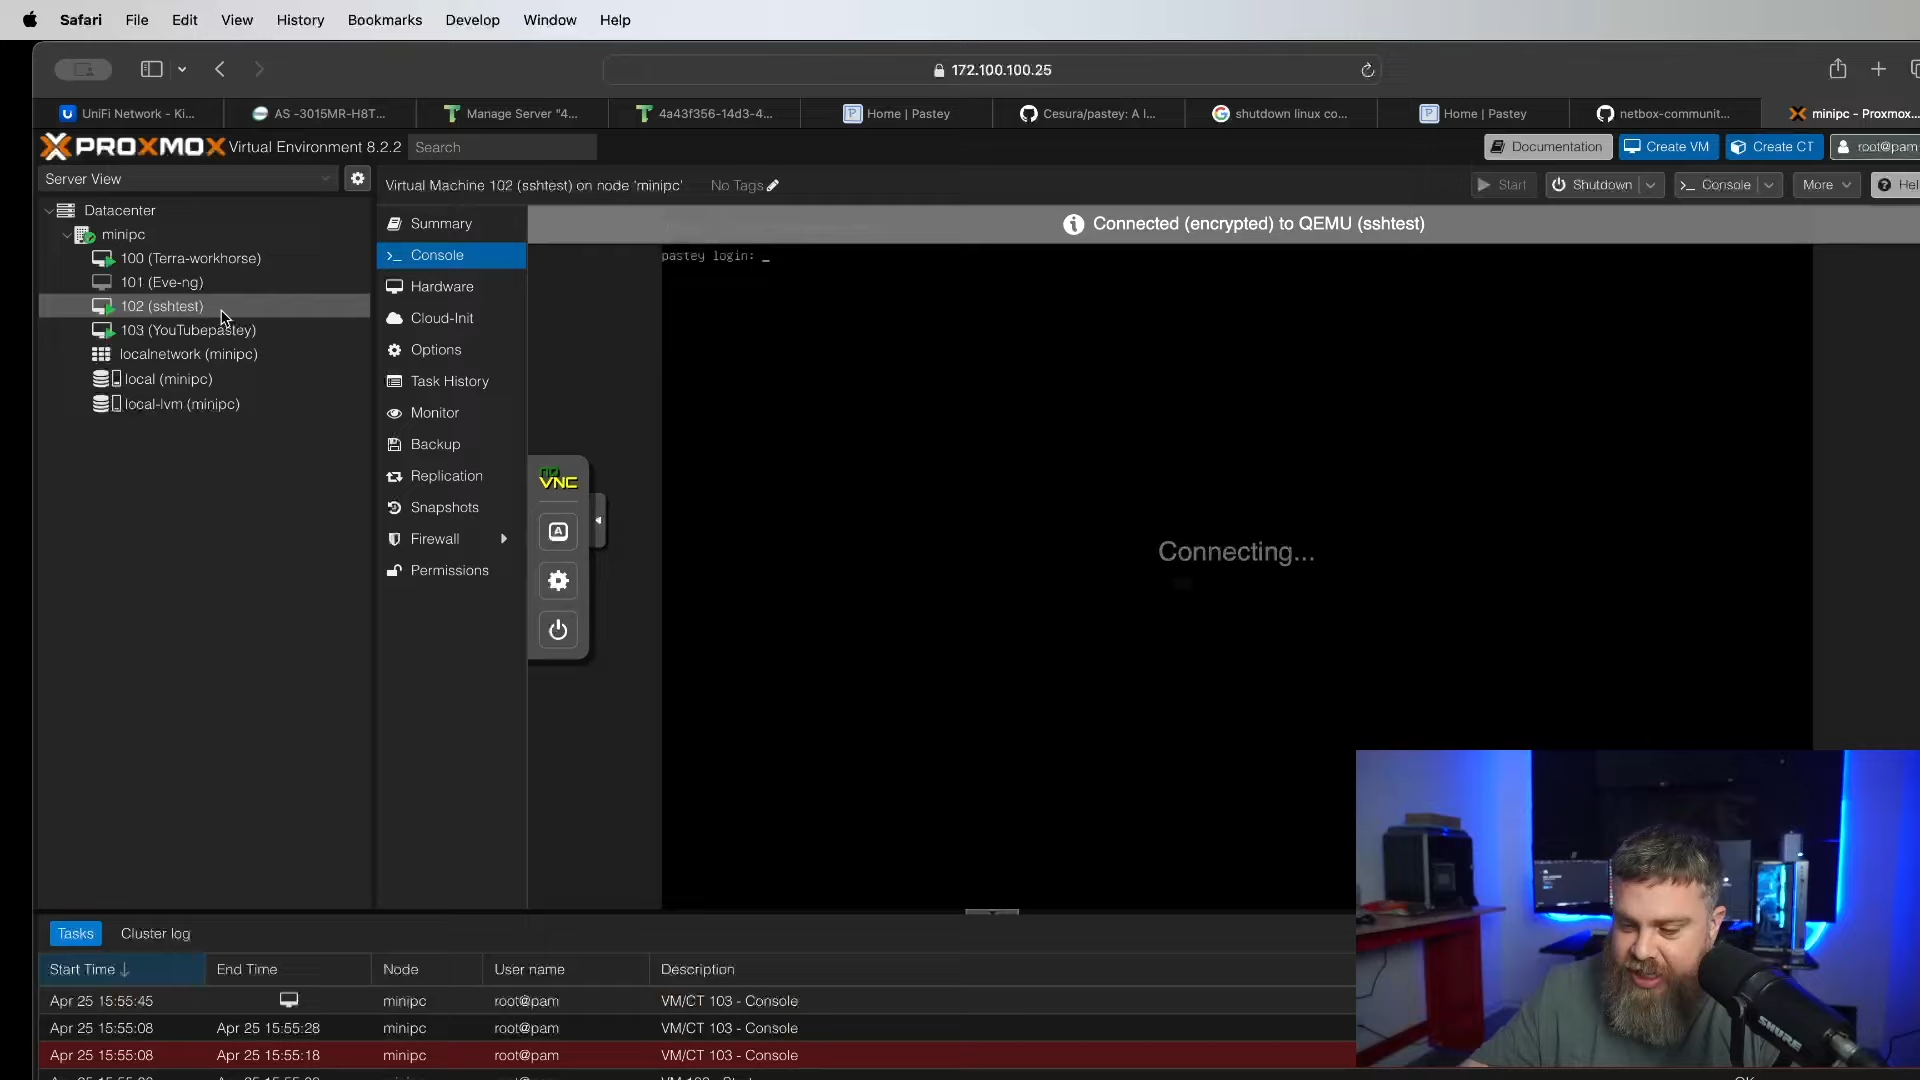 Safari File Edit View History Bookmarks Develop Window Help
172.100.100.25
UniFi Network - Ki... AS -3015MR-H8T... Manage Server "4... 4a43f356-14d3-4... Home | Pastey Cesura/pastey: A l... shutdown linux co... Home | Pastey netbox-communit... minipc - Proxmox...
PROXMOX Virtual Environment 8.2.2 Search Documentation Create VM Create CT root@pam
Server View
Virtual Machine 102 (sshtest) on node 'minipc' No Tags Start Shutdown Console More Hel
Datacenter
minipc
100 (Terra-workhorse)
101 (Eve-ng)
102 (sshtest)
103 (YouTubepastey)
localnetwork (minipc)
local (minipc)
local-lvm (minipc)
Summary
Console
Hardware
Cloud-Init
Options
Task History
Monitor
Backup
Replication
Snapshots
Firewall
Permissions
Connected (encrypted) to QEMU (sshtest)
pastey login: _
no
VNC
A
Connecting...
Tasks Cluster log
Start Time End Time Node User name Description
Apr 25 15:55:45 minipc root@pam VM/CT 103 - Console
Apr 25 15:55:08 Apr 25 15:55:28 minipc root@pam VM/CT 103 - Console
Apr 25 15:55:08 Apr 25 15:55:18 minipc root@pam VM/CT 103 - Console
SHURE